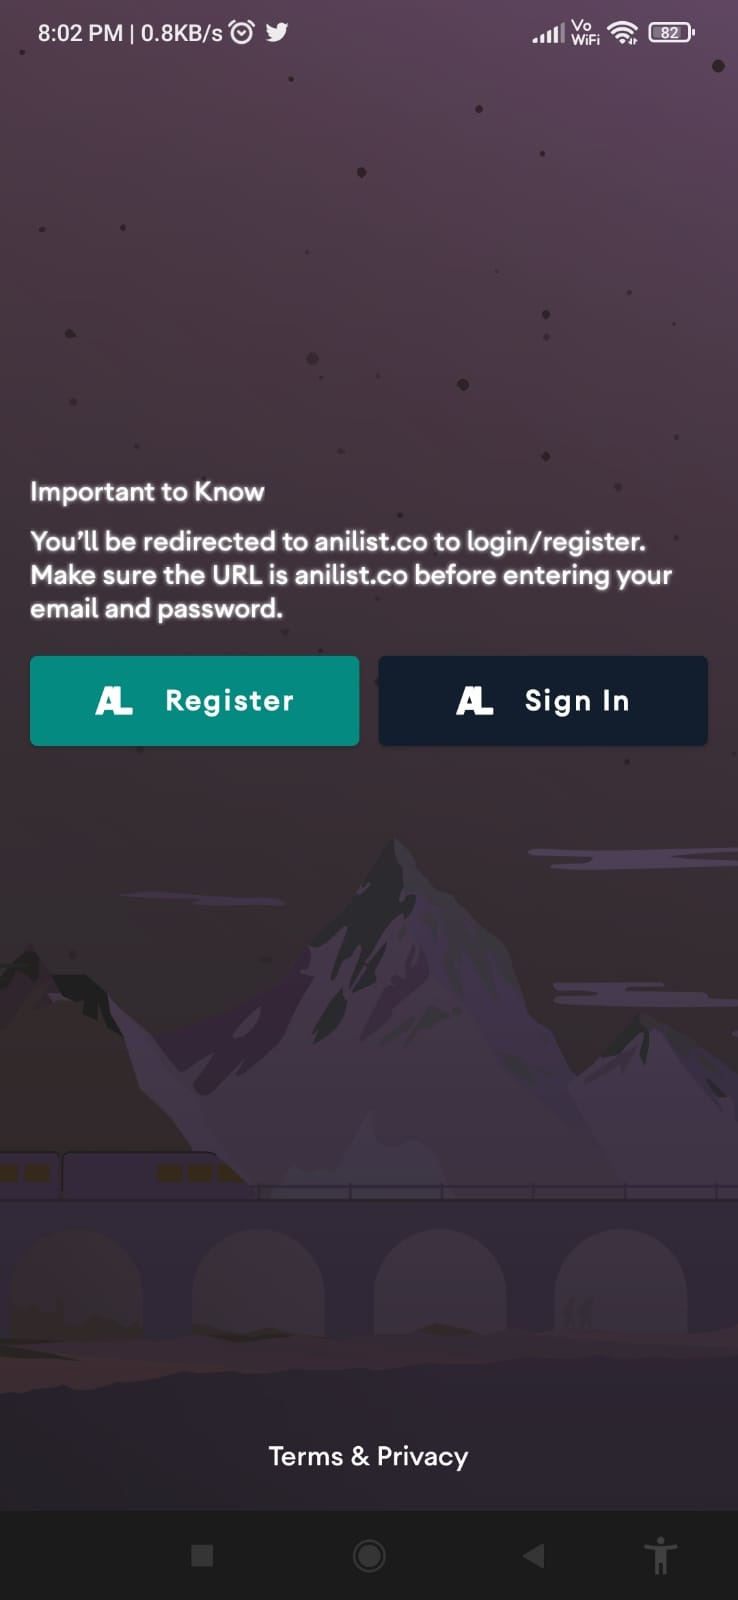 8:02 PM | 0.8KB/s Vo WiFi 82
Important to Know
You'll be redirected to anilist.co to login/register.
Make sure the URL is anilist.co before entering your
email and password.
AL Register AL Sign In
Terms & Privacy